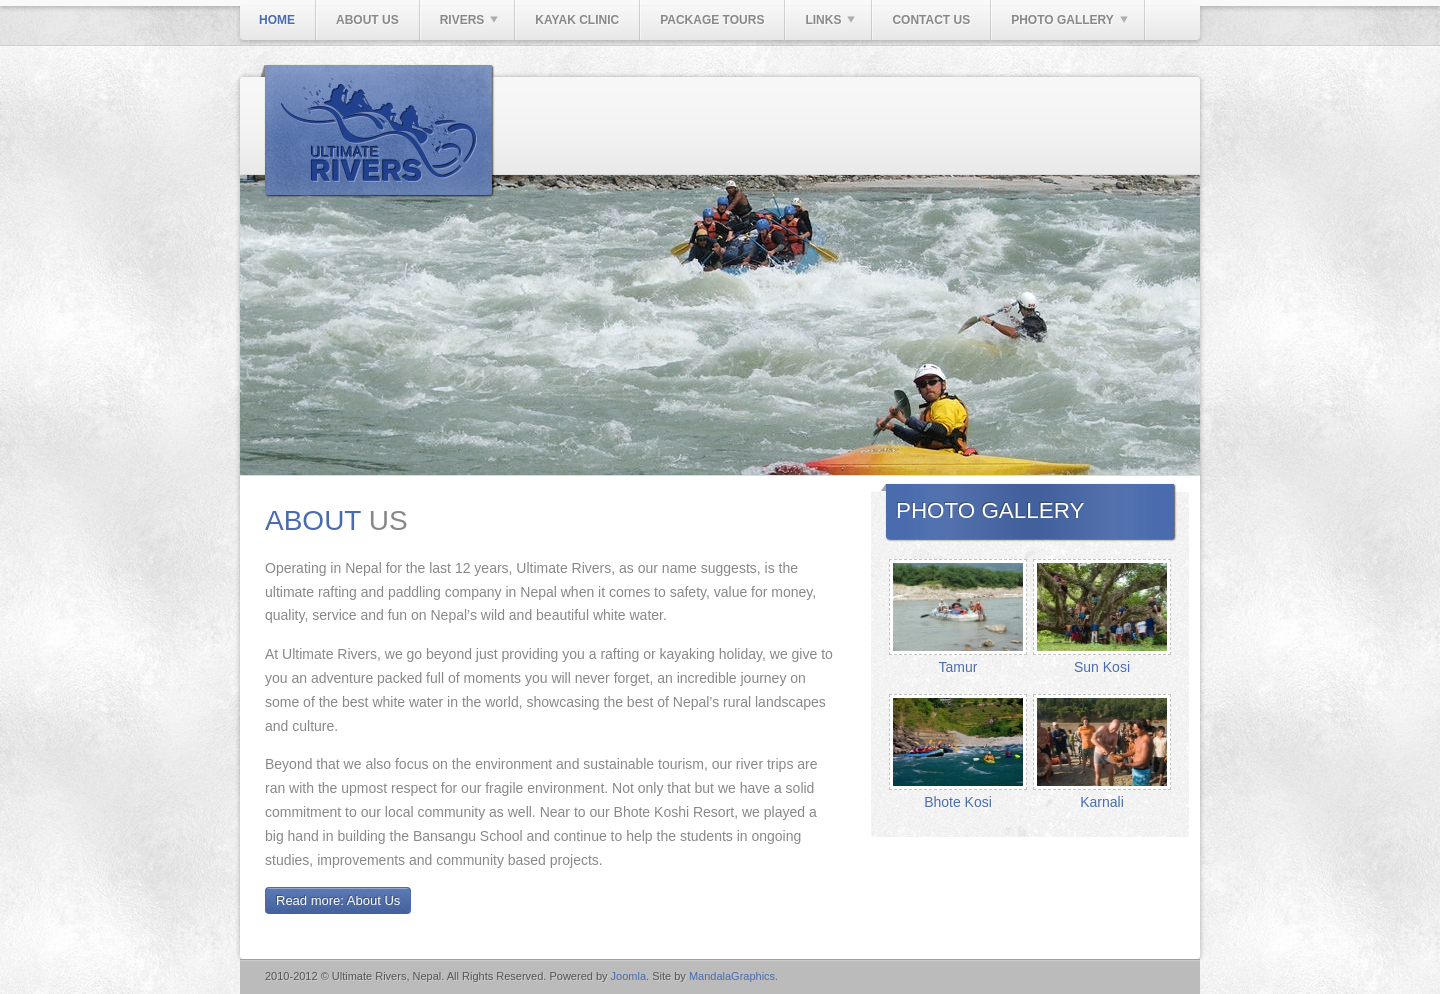 HOME ABOUT US RIVERS KAYAK CLINIC PACKAGE TOURS LINKS CONTACT US PHOTO GALLERY
ULTIMATE
RIVERS
ABOUT US
Operating in Nepal for the last 12 years, Ultimate Rivers, as our name suggests, is the
ultimate rafting and paddling company in Nepal when it comes to safety, value for money,
quality, service and fun on Nepal's wild and beautiful white water.
At Ultimate Rivers, we go beyond just providing you a rafting or kayaking holiday, we give to
you an adventure packed full of moments you will never forget, an incredible journey on
some of the best white water in the world, showcasing the best of Nepal's rural landscapes
and culture.
Beyond that we also focus on the environment and sustainable tourism, our river trips are
ran with the upmost respect for our fragile environment. Not only that but we have a solid
commitment to our local community as well. Near to our Bhote Koshi Resort, we played a
big hand in building the Bansangu School and continue to help the students in ongoing
studies, improvements and community based projects.
Read more: About Us
PHOTO GALLERY
Tamur Sun Kosi
Bhote Kosi Karnali
2010-2012 © Ultimate Rivers, Nepal. All Rights Reserved. Powered by Joomla. Site by MandalaGraphics.